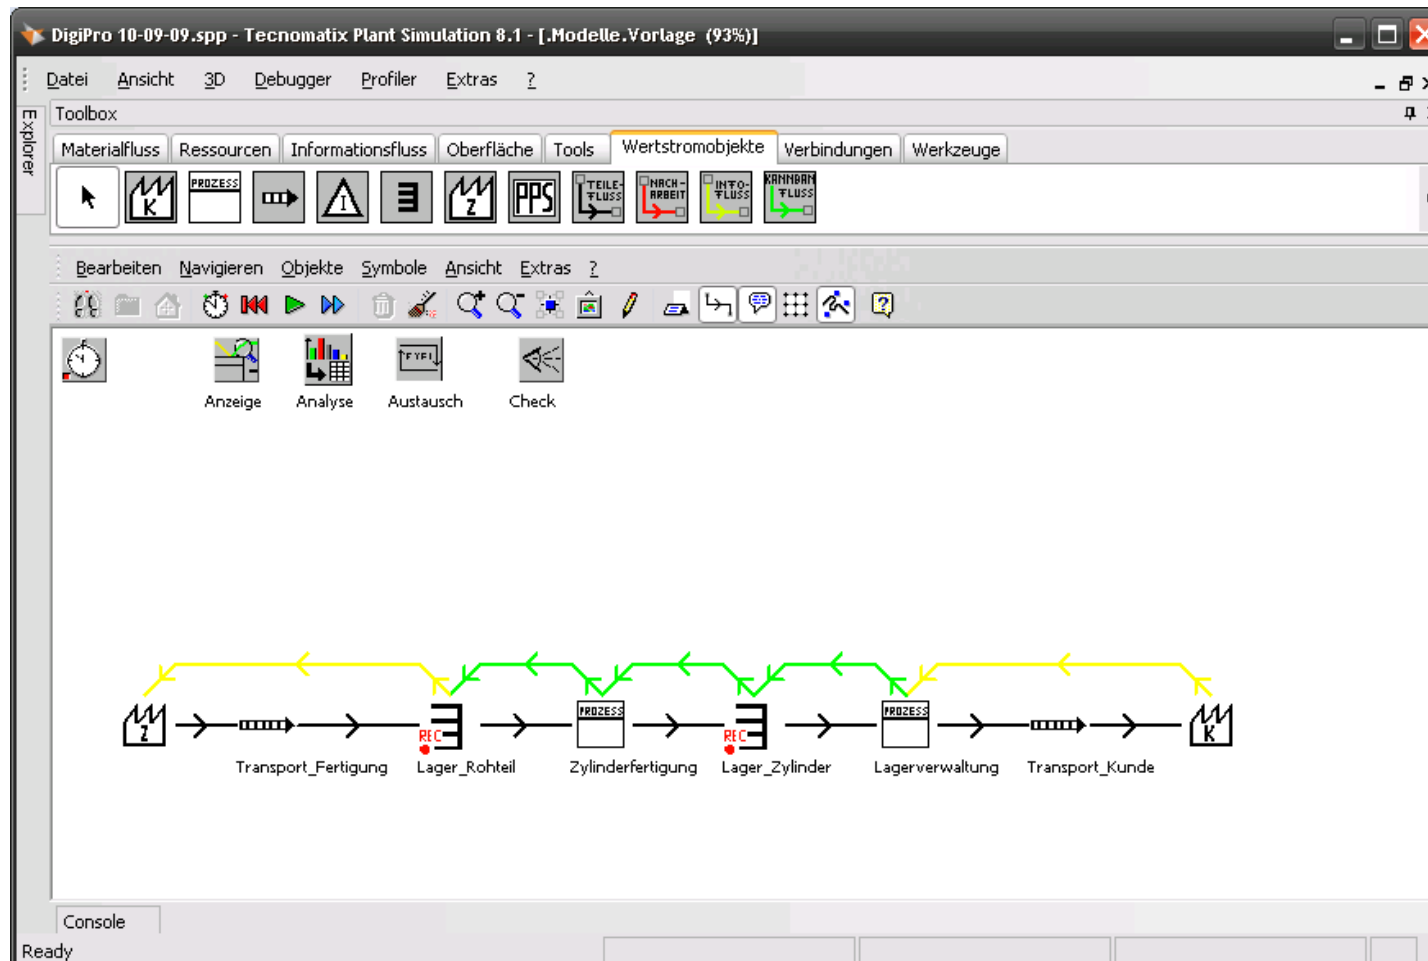 DigiPro 10-09-09.spp - Tecnomatix Plant Simulation 8.1 - [.Modelle.Vorlage (93%)]
Datei Ansicht 3D Debugger Profiler Extras ?
Explorer
Toolbox
Materialfluss Ressourcen Informationsfluss Oberfläche Tools Wertstromobjekte Verbindungen Werkzeuge
K PROZESS I Z PPS TEILE-FLUSS NACH-ARBEIT INFO-FLUSS KANNBAN FLUSS
Bearbeiten Navigieren Objekte Symbole Ansicht Extras ?
Anzeige Analyse Austausch Check
PROZESS PROZESS
Z REC REC K
Transport_Fertigung Lager_Rohteil Zylinderfertigung Lager_Zylinder Lagerverwaltung Transport_Kunde
Console
Ready